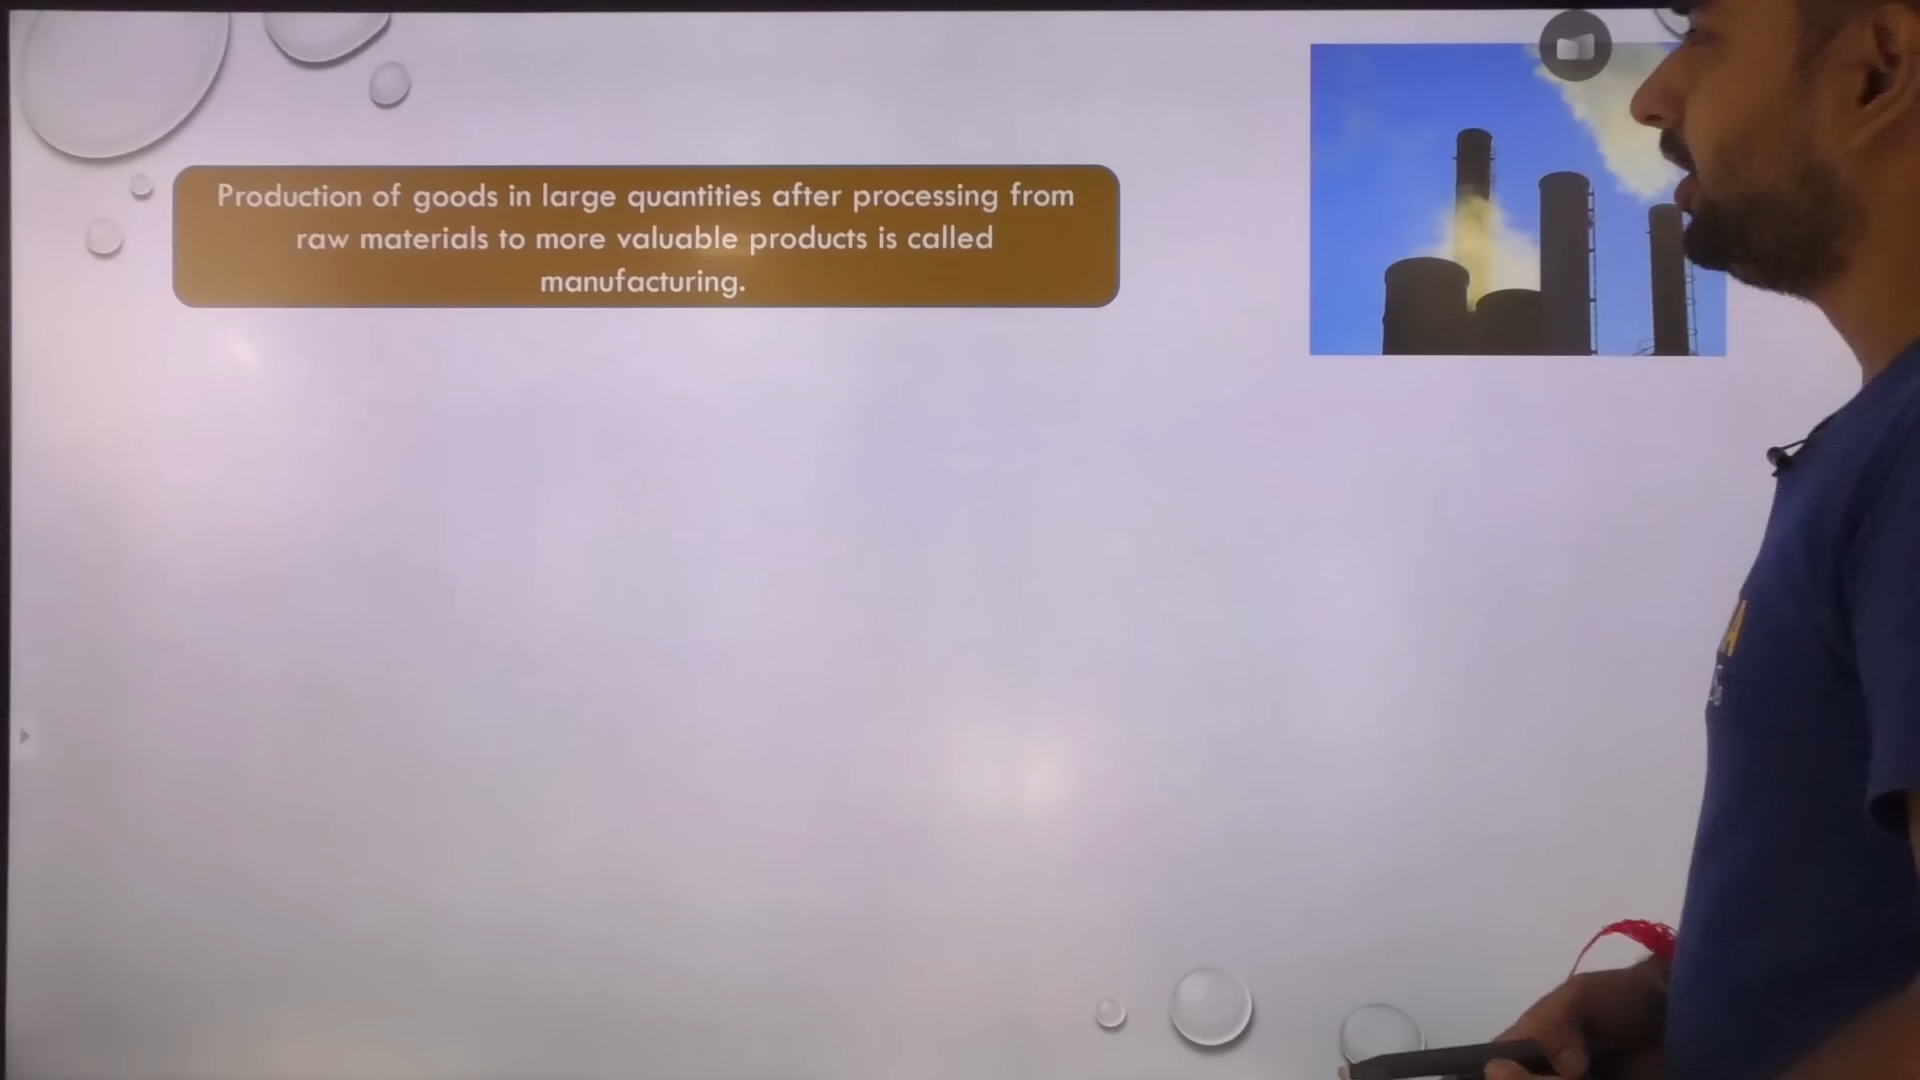 Production of goods in large quantities after processing from
raw materials to more valuable products is called
manufacturing.